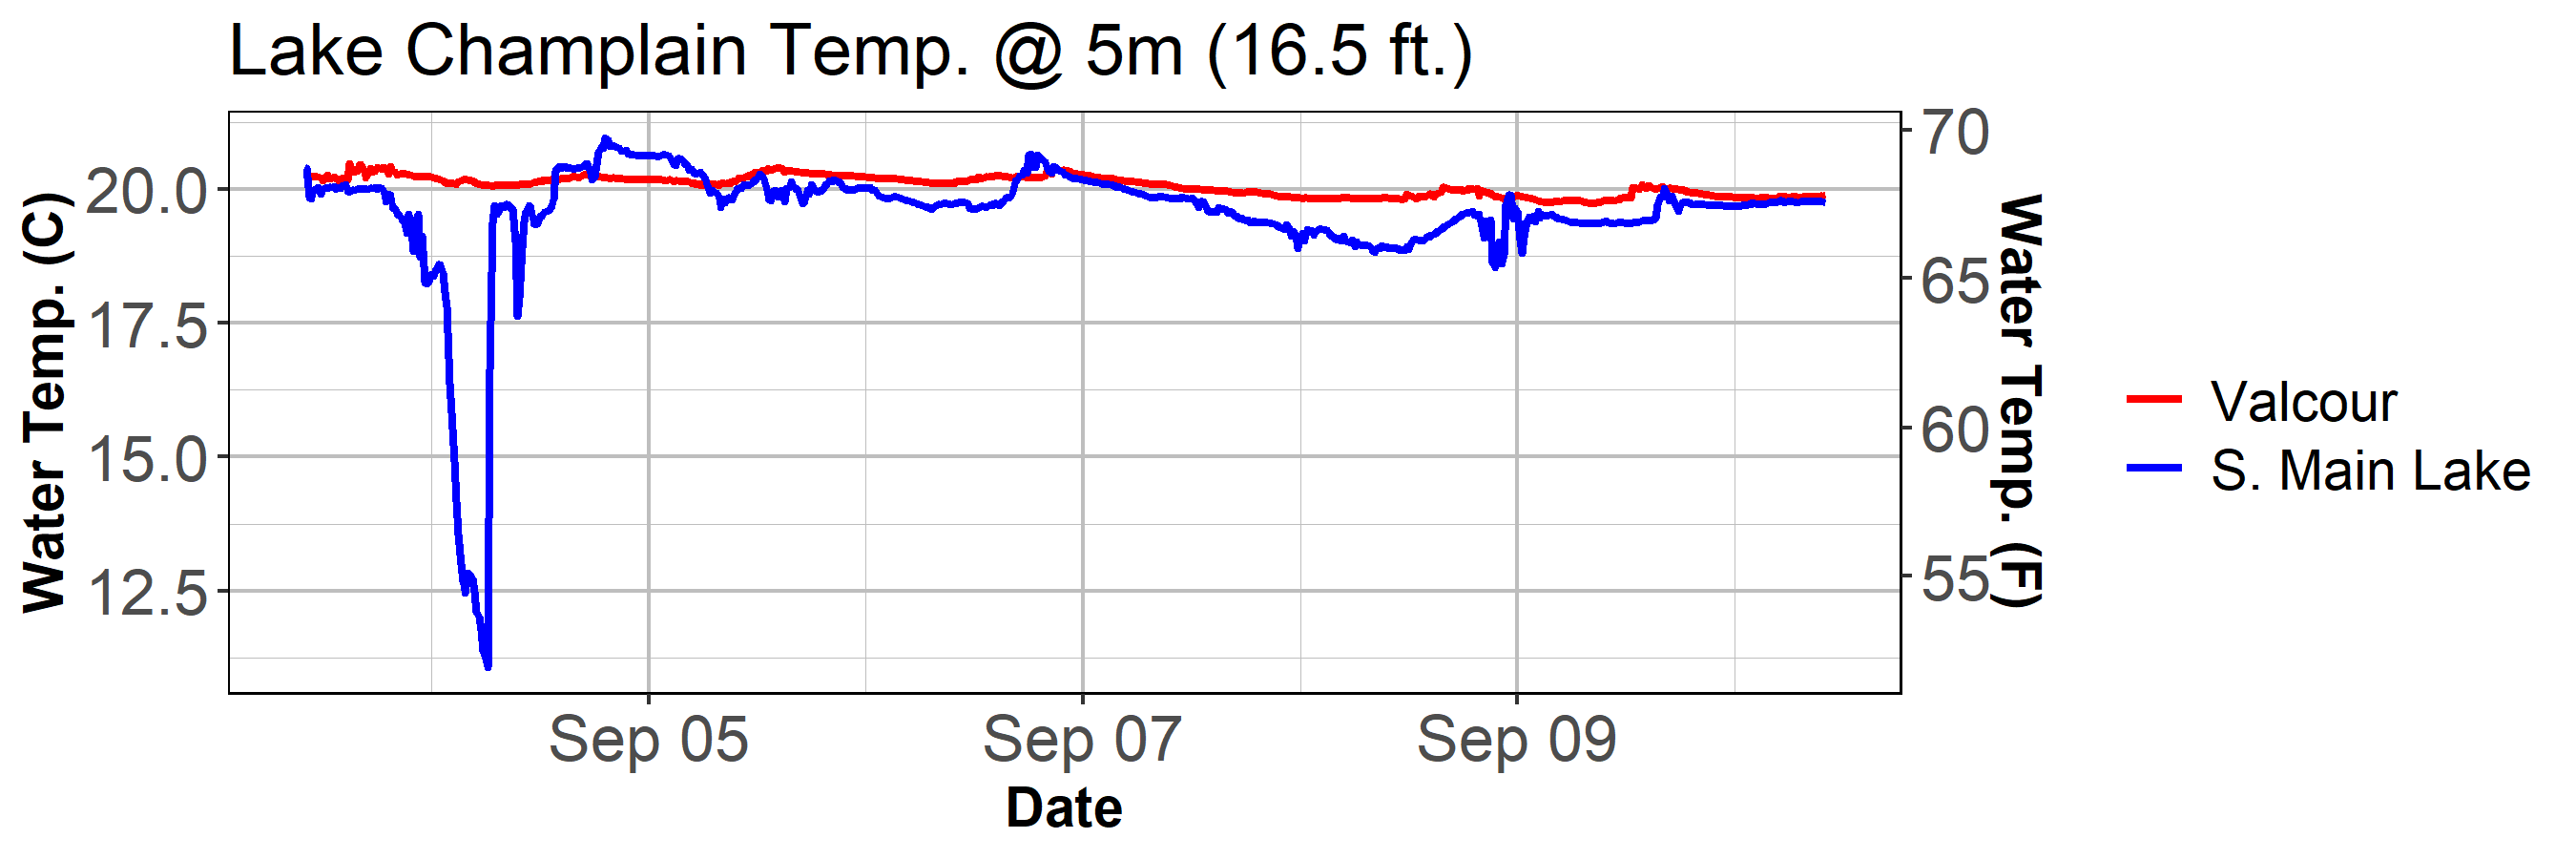 Lake Champlain Temp. @ 5m (16.5 ft.)
Water Temp. (C)
20.0
17.5
15.0
12.5
70
65
60
55
Water Temp. (F)
Sep 05
Sep 07
Sep 09
Date
Valcour
S. Main Lake